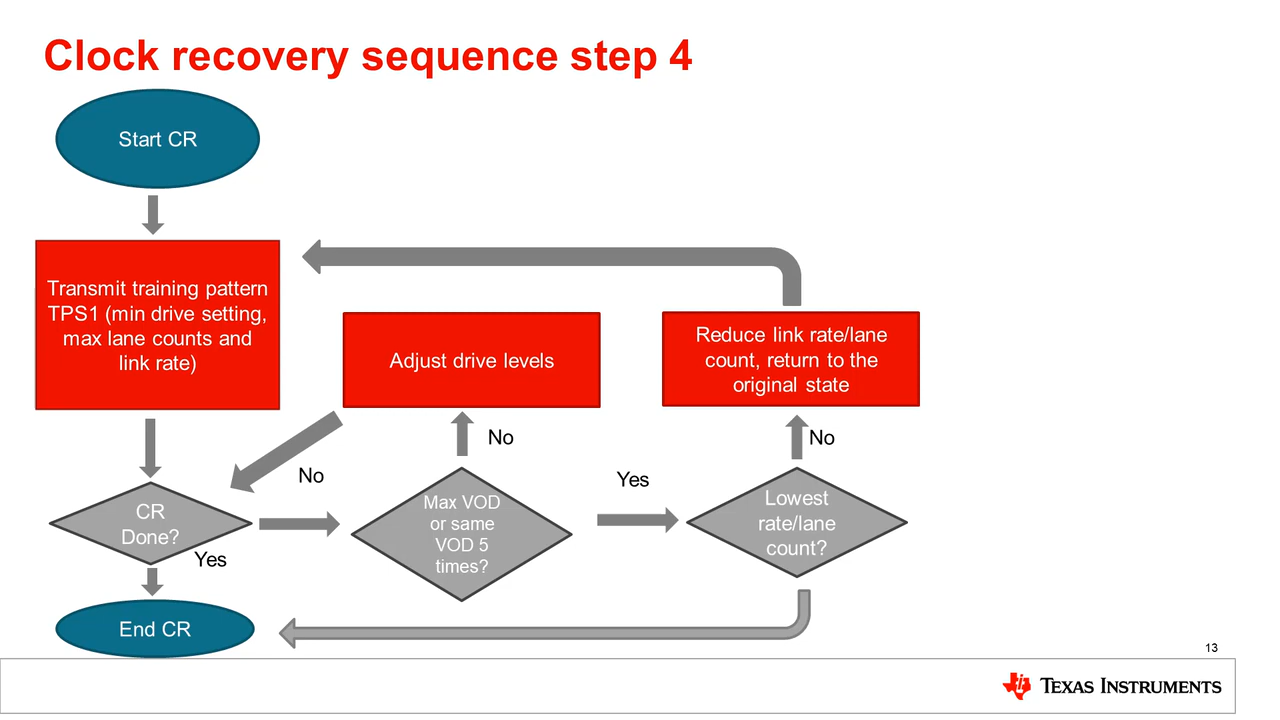 Clock recovery sequence step 4
Start CR
Transmit training pattern
TPS1 (min drive setting,
max lane counts and
link rate)
Adjust drive levels
Reduce link rate/lane
count, return to the
original state
No
No
No
Yes
CR
Done?
Max VOD
or same
VOD 5
times?
Lowest
rate/lane
count?
Yes
End CR
13
TEXAS INSTRUMENTS